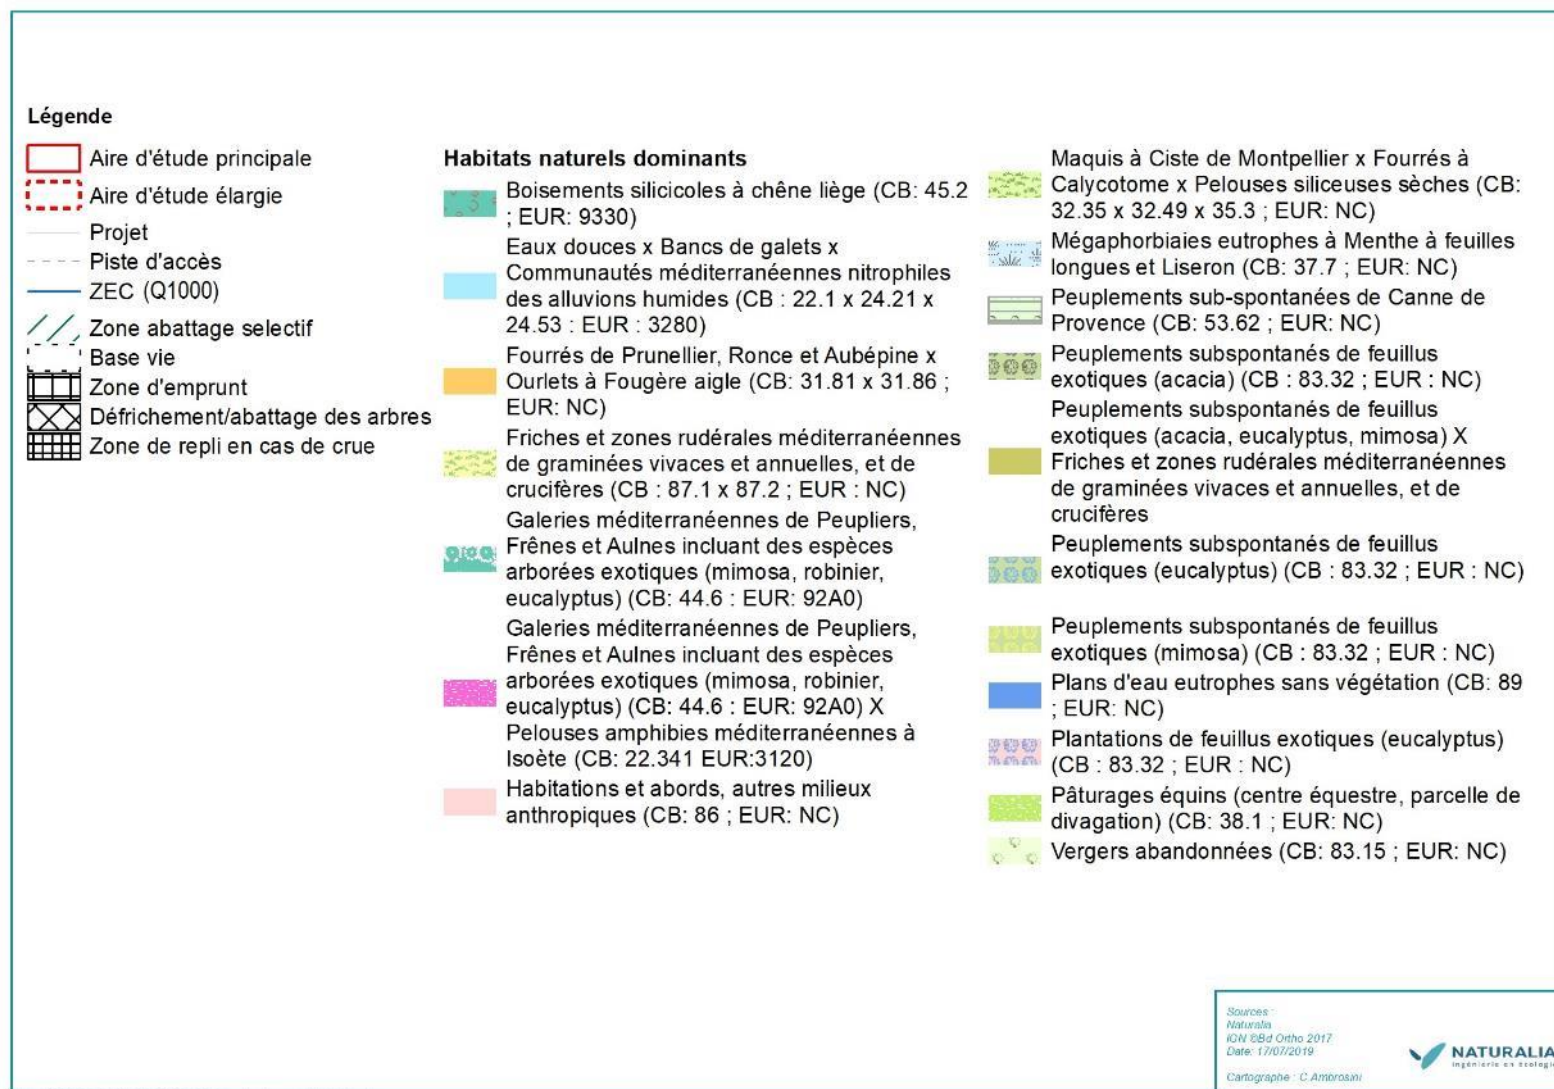 Légende
Aire d'étude principale
Aire d'étude élargie
Projet
Piste d'accès
ZEC (Q1000)
Zone abattage selectif
Base vie
Zone d'emprunt
Défrichement/abattage des arbres
Zone de repli en cas de crue
Habitats naturels dominants
Boisements silicicoles à chêne liège (CB: 45.2
; EUR: 9330)
Eaux douces x Bancs de galets x
Communautés méditerranéennes nitrophiles
des alluvions humides (CB : 22.1 x 24.21 x
24.53 : EUR : 3280)
Fourrés de Prunellier, Ronce et Aubépine x
Ourlets à Fougère aigle (CB: 31.81 x 31.86 ;
EUR: NC)
Friches et zones rudérales méditerranéennes
de graminées vivaces et annuelles, et de
crucifères (CB : 87.1 x 87.2 ; EUR : NC)
Galeries méditerranéennes de Peupliers,
Frênes et Aulnes incluant des espèces
arborées exotiques (mimosa, robinier,
eucalyptus) (CB: 44.6 : EUR: 92A0)
Galeries méditerranéennes de Peupliers,
Frênes et Aulnes incluant des espèces
arborées exotiques (mimosa, robinier,
eucalyptus) (CB: 44.6 : EUR: 92A0) X
Pelouses amphibies méditerranéennes à
Isoète (CB: 22.341 EUR:3120)
Habitations et abords, autres milieux
anthropiques (CB: 86 ; EUR: NC)
Maquis à Ciste de Montpellier x Fourrés à
Calycotome x Pelouses siliceuses sèches (CB:
32.35 x 32.49 x 35.3 ; EUR: NC)
Mégaphorbiaies eutrophes à Menthe à feuilles
longues et Liseron (CB: 37.7 ; EUR: NC)
Peuplements sub-spontanées de Canne de
Provence (CB: 53.62 ; EUR: NC)
Peuplements subspontanés de feuillus
exotiques (acacia) (CB : 83.32 ; EUR : NC)
Peuplements subspontanés de feuillus
exotiques (acacia, eucalyptus, mimosa) X
Friches et zones rudérales méditerranéennes
de graminées vivaces et annuelles, et de
crucifères
Peuplements subspontanés de feuillus
exotiques (eucalyptus) (CB : 83.32 ; EUR : NC)
Peuplements subspontanés de feuillus
exotiques (mimosa) (CB : 83.32 ; EUR : NC)
Plans d'eau eutrophes sans végétation (CB: 89
; EUR: NC)
Plantations de feuillus exotiques (eucalyptus)
(CB : 83.32 ; EUR : NC)
Pâturages équins (centre équestre, parcelle de
divagation) (CB: 38.1 ; EUR: NC)
Vergers abandonnées (CB: 83.15 ; EUR: NC)
Sources :
Naturalia
IGN ©Bd Ortho 2017
Date: 17/07/2019
Cartographe : C.Ambrosini
NATURALIA
ingénierie en écologie